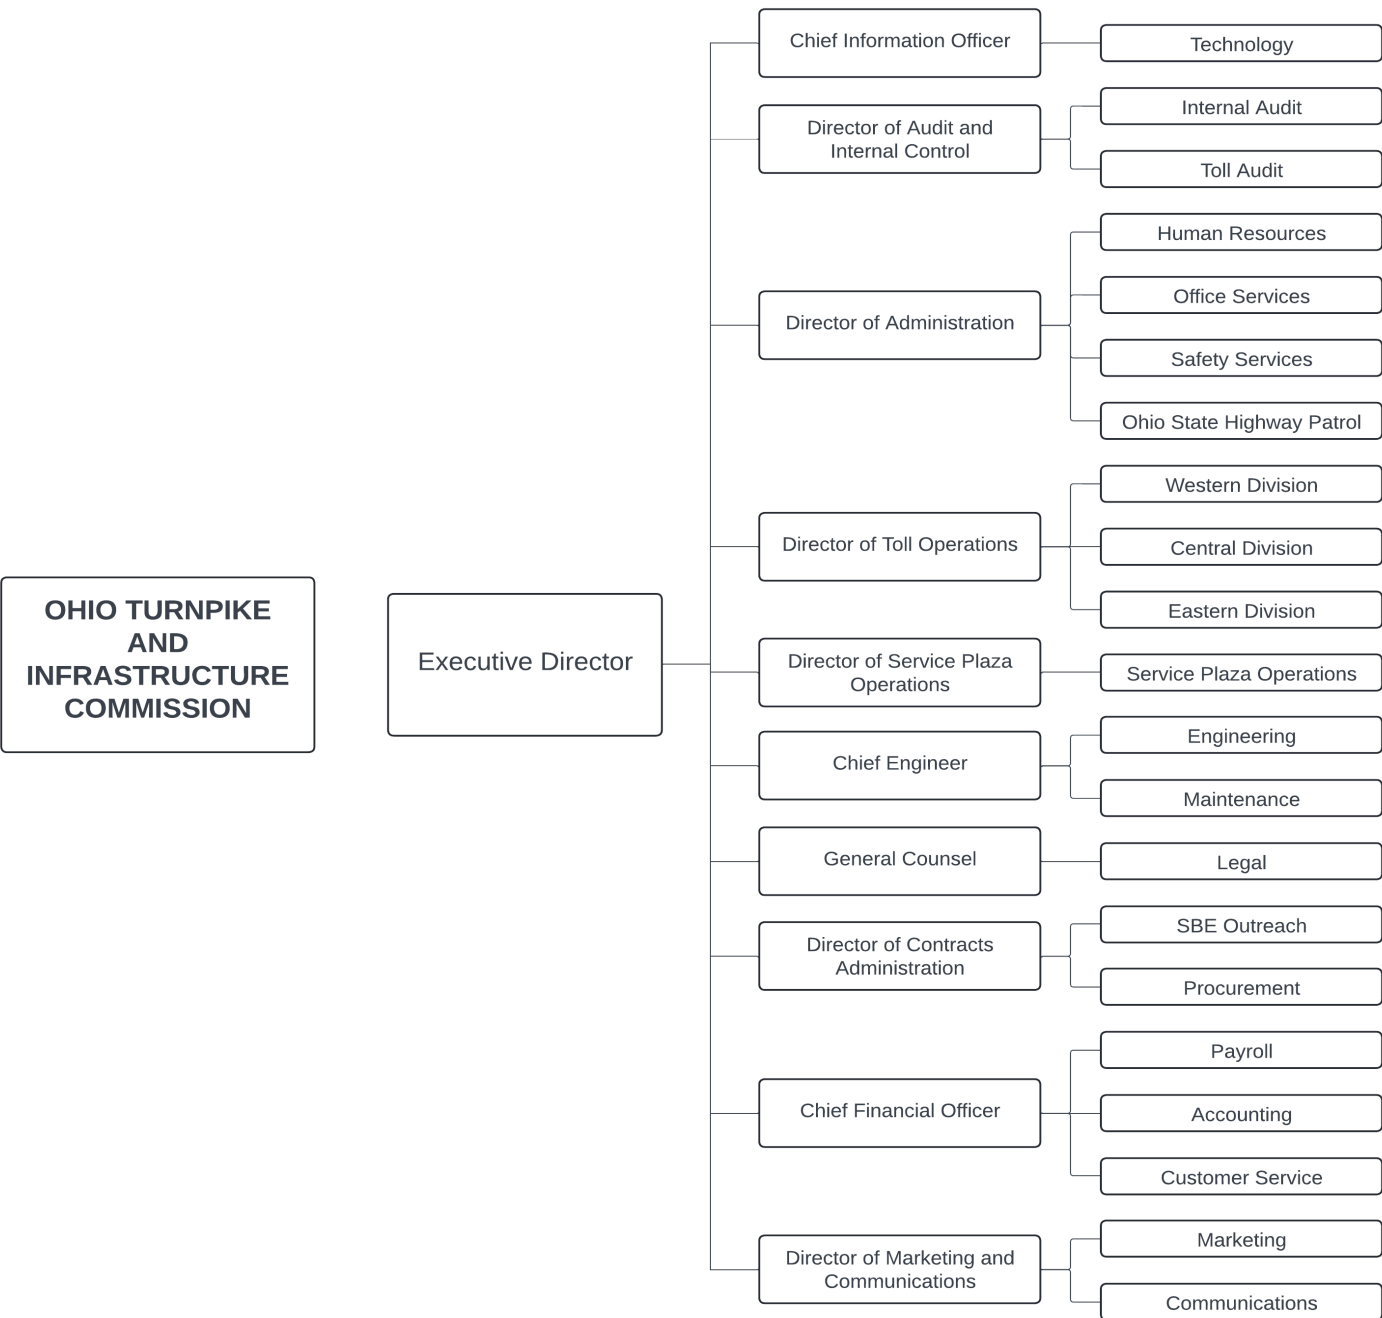 OHIO TURNPIKE
AND
INFRASTRUCTURE
COMMISSION
Executive Director
Chief Information Officer
Technology
Director of Audit and
Internal Control
Internal Audit
Toll Audit
Director of Administration
Human Resources
Office Services
Safety Services
Ohio State Highway Patrol
Director of Toll Operations
Western Division
Central Division
Eastern Division
Director of Service Plaza
Operations
Service Plaza Operations
Chief Engineer
Engineering
Maintenance
General Counsel
Legal
Director of Contracts
Administration
SBE Outreach
Procurement
Chief Financial Officer
Payroll
Accounting
Customer Service
Director of Marketing and
Communications
Marketing
Communications